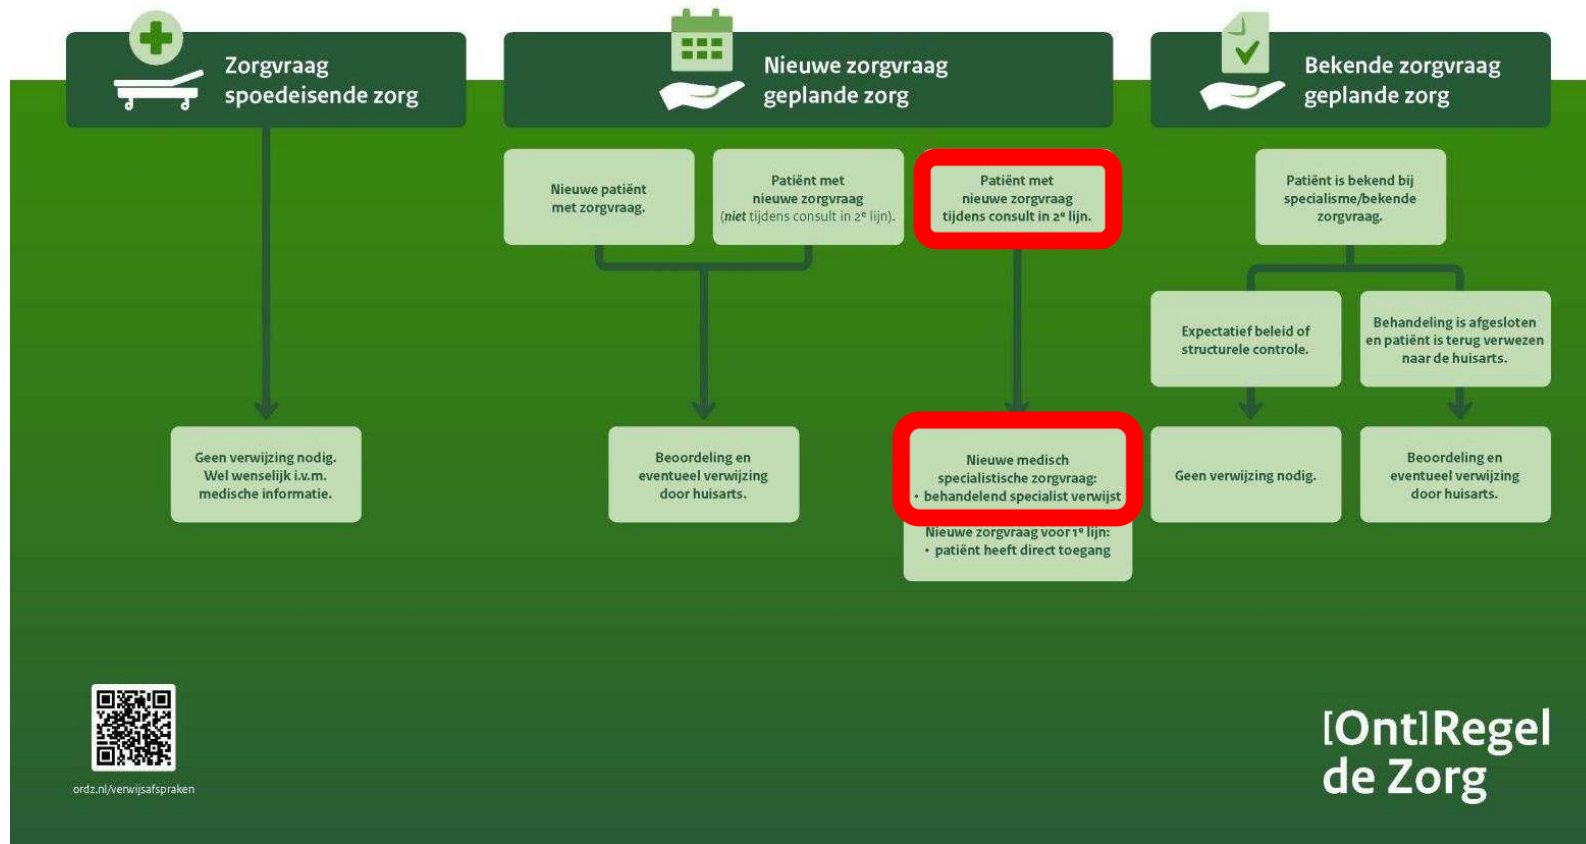 Zorgvraag
spoedeisende zorg
Nieuwe zorgvraag
geplande zorg
Bekende zorgvraag
geplande zorg
Nieuwe patiënt
met zorgvraag.
Patiënt met
nieuwe zorgvraag
(niet tijdens consult in 2ᵉ lijn).
Patiënt met
nieuwe zorgvraag
tijdens consult in 2ᵉ lijn.
Patiënt is bekend bij
specialisme/bekende
zorgvraag.
Expectatief beleid of
structurele controle.
Behandeling is afgesloten
en patiënt is terug verwezen
naar de huisarts.
Geen verwijzing nodig.
Wel wenselijk i.v.m.
medische informatie.
Beoordeling en
eventueel verwijzing
door huisarts.
Nieuwe medisch
specialistische zorgvraag:
• behandelend specialist verwijst
Nieuwe zorgvraag voor 1ᵉ lijn:
• patiënt heeft direct toegang
Geen verwijzing nodig.
Beoordeling en
eventueel verwijzing
door huisarts.
ordz.nl/verwijsafspraken
[Ont]Regel
de Zorg